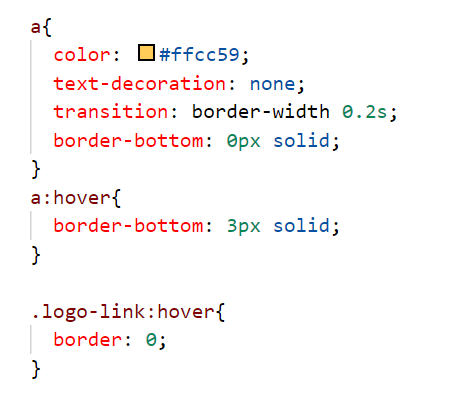 a{
color: #ffcc59;
text-decoration: none;
transition: border-width 0.2s;
border-bottom: 0px solid;
}
a:hover{
border-bottom: 3px solid;
}
.logo-link:hover{
border: 0;
}